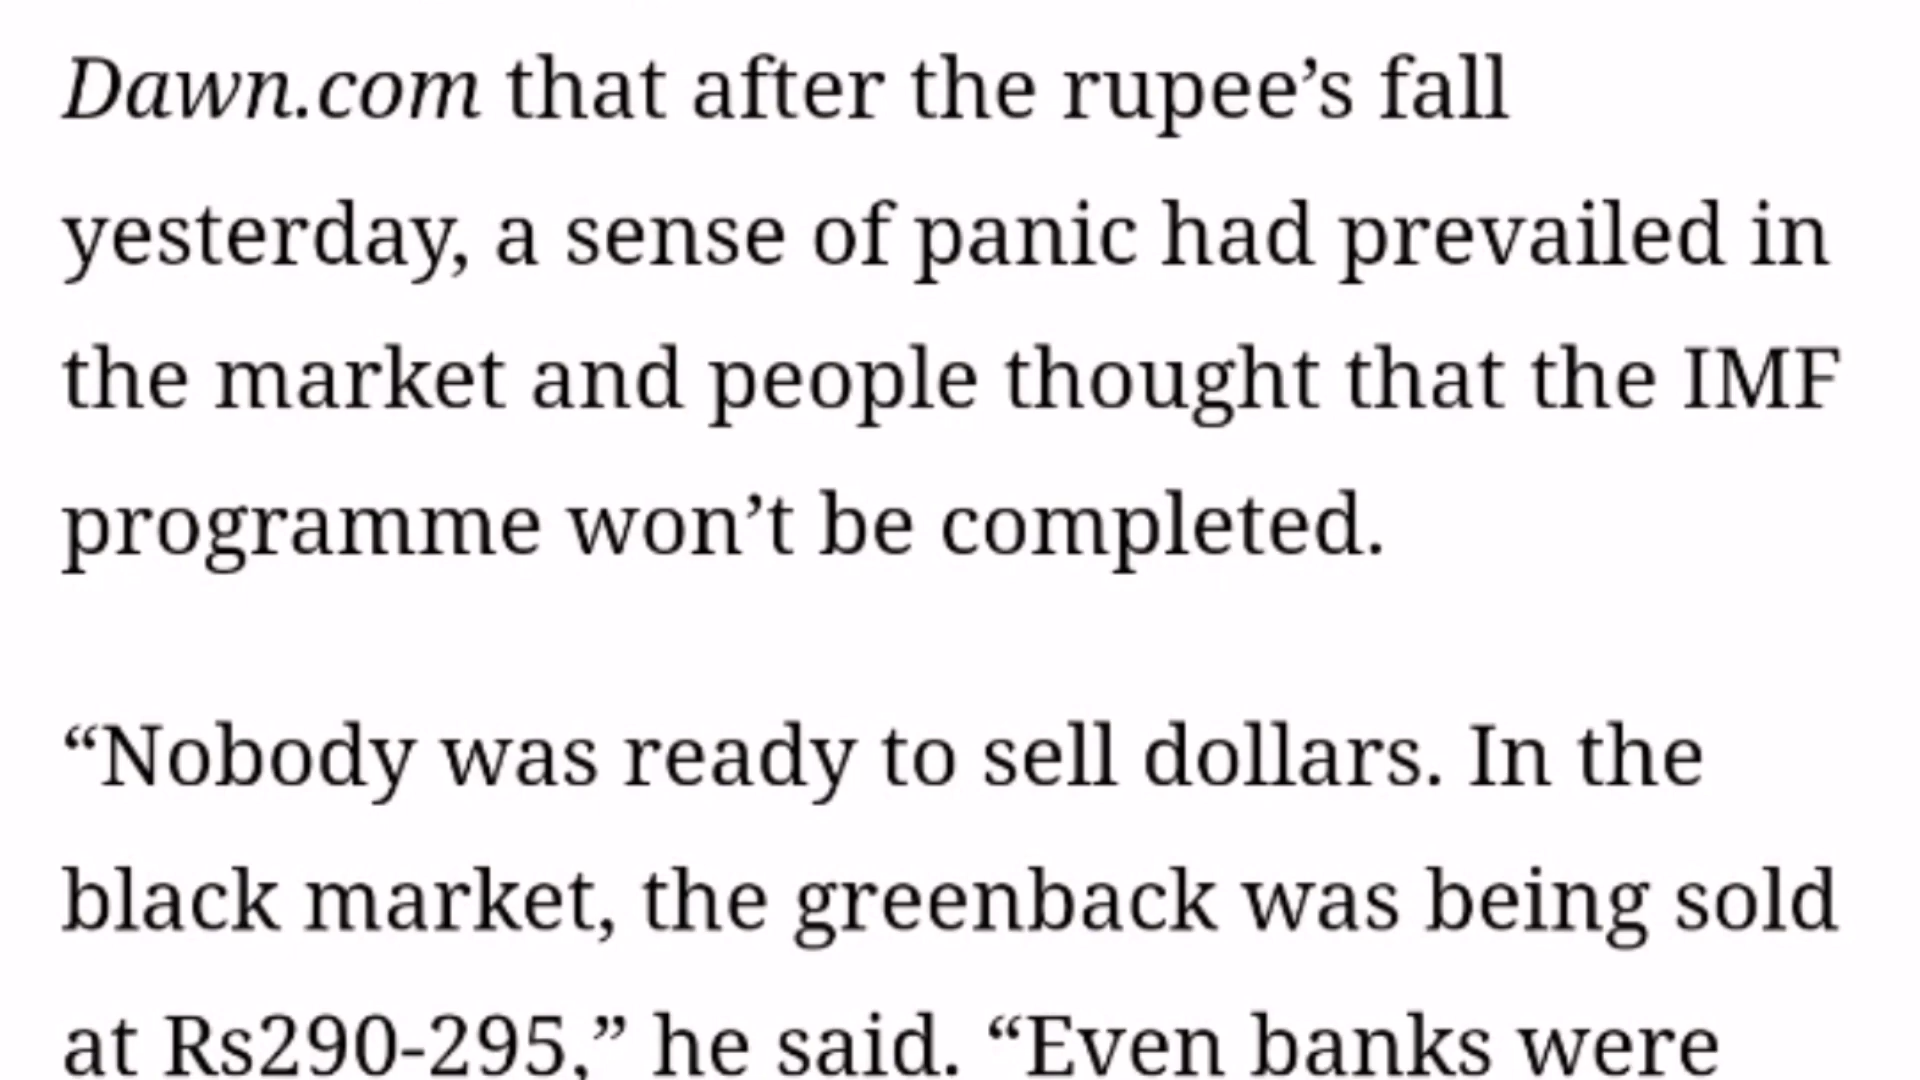 Dawn.com that after the rupee’s fall
yesterday, a sense of panic had prevailed in
the market and people thought that the IMF
programme won’t be completed.
“Nobody was ready to sell dollars. In the
black market, the greenback was being sold
at Rs290-295,” he said. “Even banks were